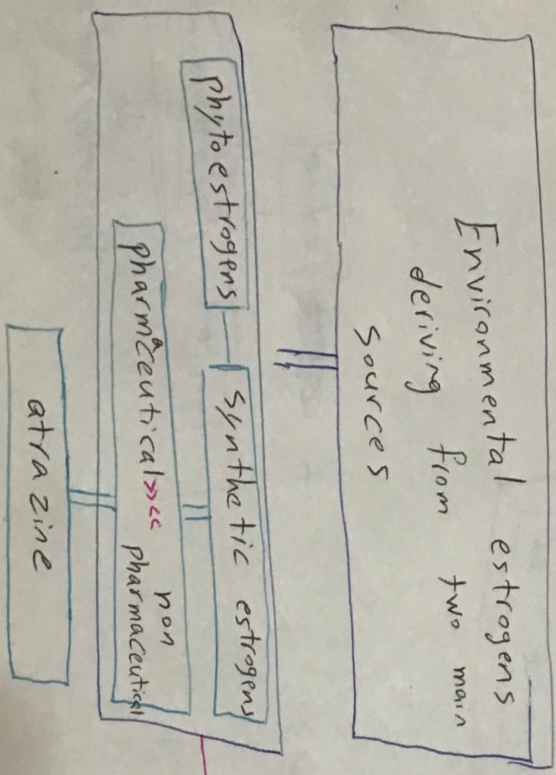 Environmental estrogens
deriving from two main
sources
phytoestrogens
synthetic estrogens
pharmaceutical >> << non
pharmaceutical
atrazine